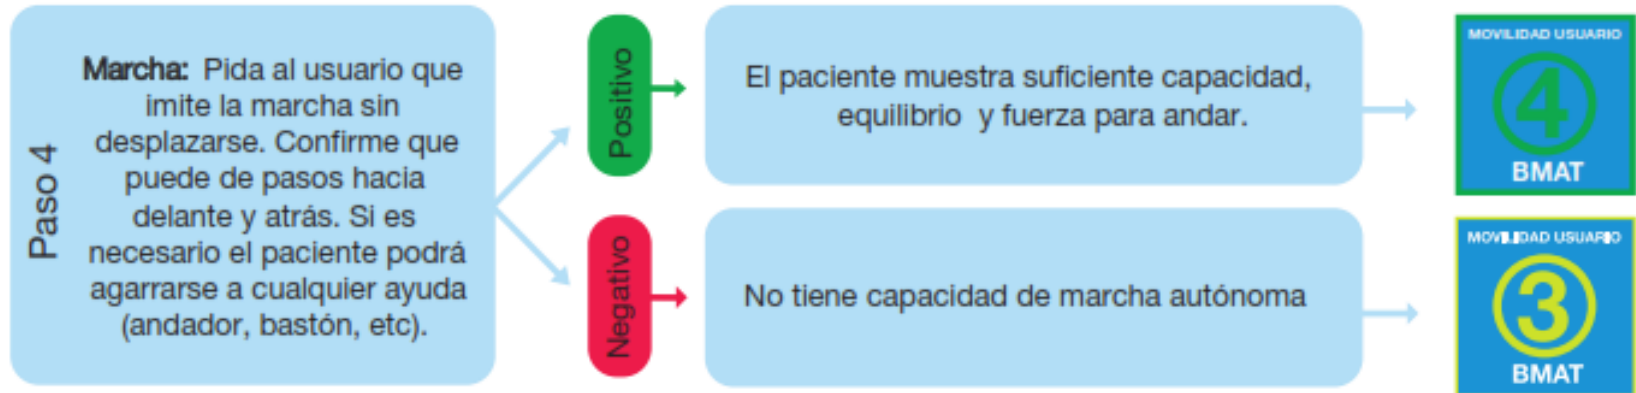 Paso 4
Marcha: Pida al usuario que
imite la marcha sin
desplazarse. Confirme que
puede de pasos hacia
delante y atrás. Si es
necesario el paciente podrá
agarrarse a cualquier ayuda
(andador, bastón, etc).
Positivo
El paciente muestra suficiente capacidad,
equilibrio y fuerza para andar.
MOVILIDAD USUARIO
4
BMAT
Negativo
No tiene capacidad de marcha autónoma
MOVILIDAD USUARIO
3
BMAT